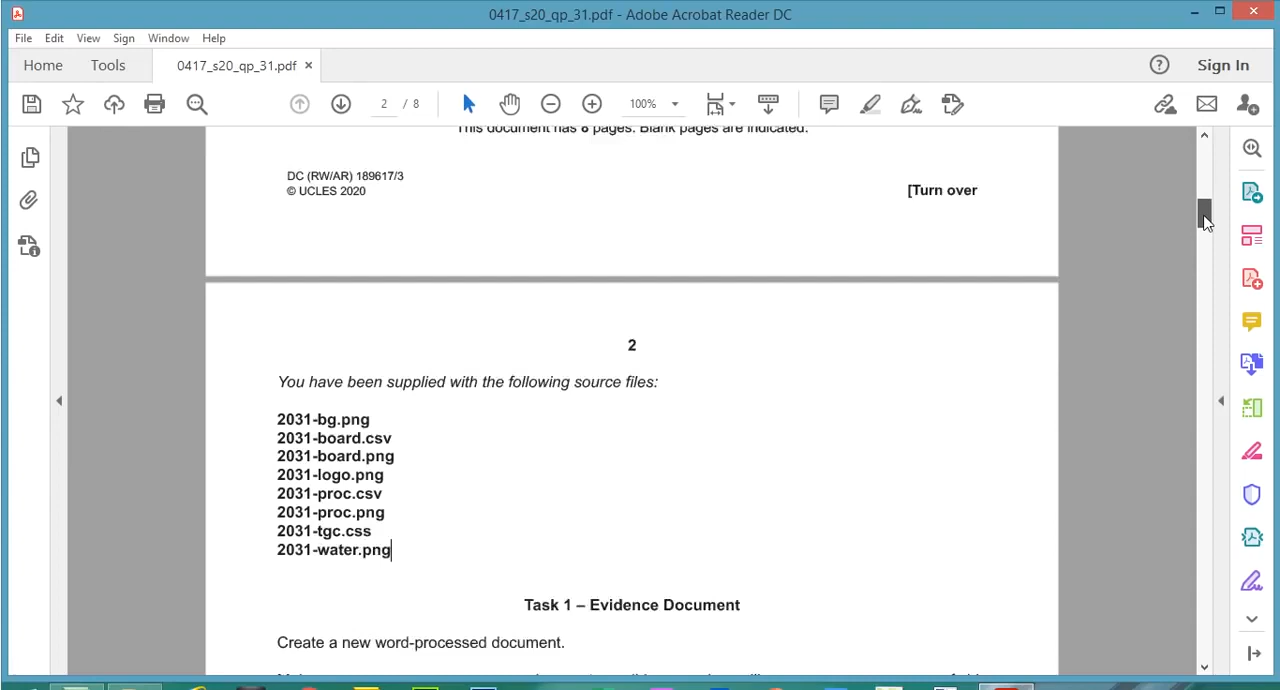 0417_s20_qp_31.pdf - Adobe Acrobat Reader DC
File Edit View Sign Window Help
Home Tools 0417_s20_qp_31.pdf × Sign In
2 / 8 100%
This document has 8 pages. Blank pages are indicated.
DC (RW/AR) 189617/3
© UCLES 2020
[Turn over
2
You have been supplied with the following source files:
2031-bg.png
2031-board.csv
2031-board.png
2031-logo.png
2031-proc.csv
2031-proc.png
2031-tgc.css
2031-water.png
Task 1 – Evidence Document
Create a new word-processed document.